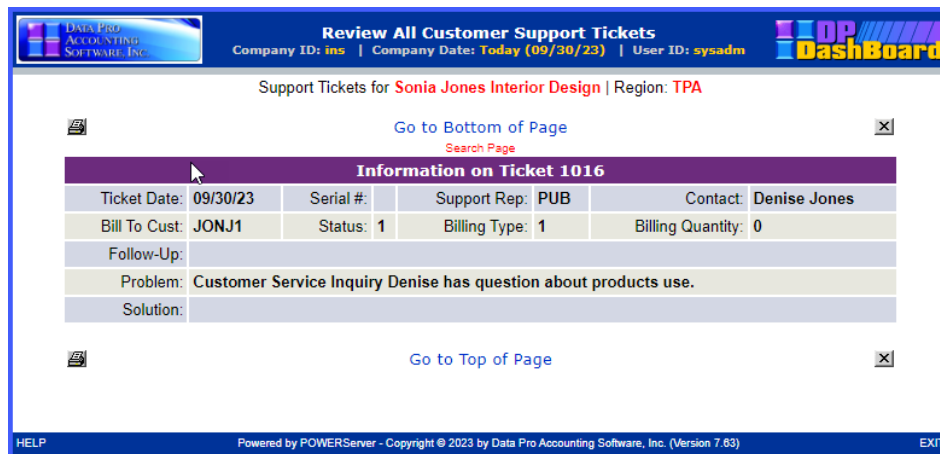 DATA PRO
ACCOUNTING
SOFTWARE, INC.
Review All Customer Support Tickets
Company ID: ins | Company Date: Today (09/30/23) | User ID: sysadm
DP
DashBoard
Support Tickets for Sonia Jones Interior Design | Region: TPA
Go to Bottom of Page
Search Page
Information on Ticket 1016
Ticket Date: 09/30/23 Serial #: Support Rep: PUB Contact: Denise Jones
Bill To Cust: JONJ1 Status: 1 Billing Type: 1 Billing Quantity: 0
Follow-Up:
Problem: Customer Service Inquiry Denise has question about products use.
Solution:
Go to Top of Page
HELP Powered by POWERServer - Copyright © 2023 by Data Pro Accounting Software, Inc. (Version 7.63) EXIT